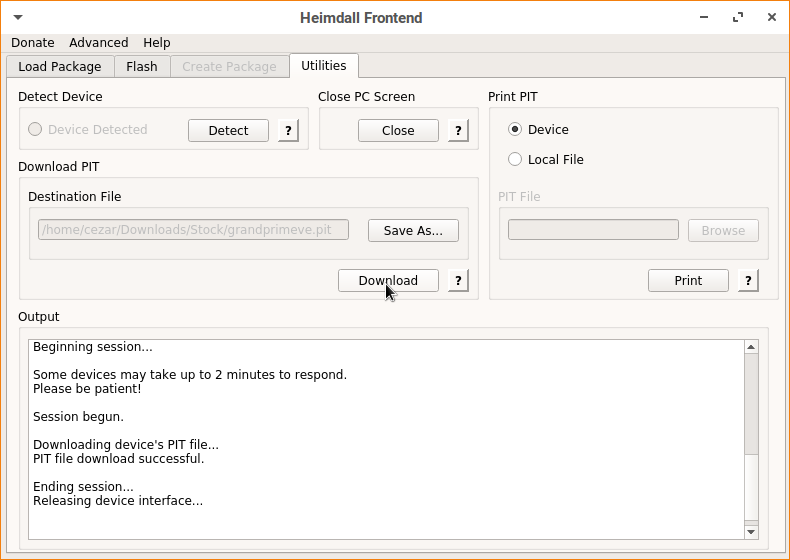 Heimdall Frontend
Donate Advanced Help
Load Package Flash Create Package Utilities
Detect Device
Device Detected Detect ?
Close PC Screen
Close ?
Print PIT
Device
Local File
PIT File
Browse
Print ?
Download PIT
Destination File
/home/cezar/Downloads/Stock/grandprimeve.pit Save As...
Download ?
Output
Beginning session...
Some devices may take up to 2 minutes to respond.
Please be patient!
Session begun.
Downloading device's PIT file...
PIT file download successful.
Ending session...
Releasing device interface...